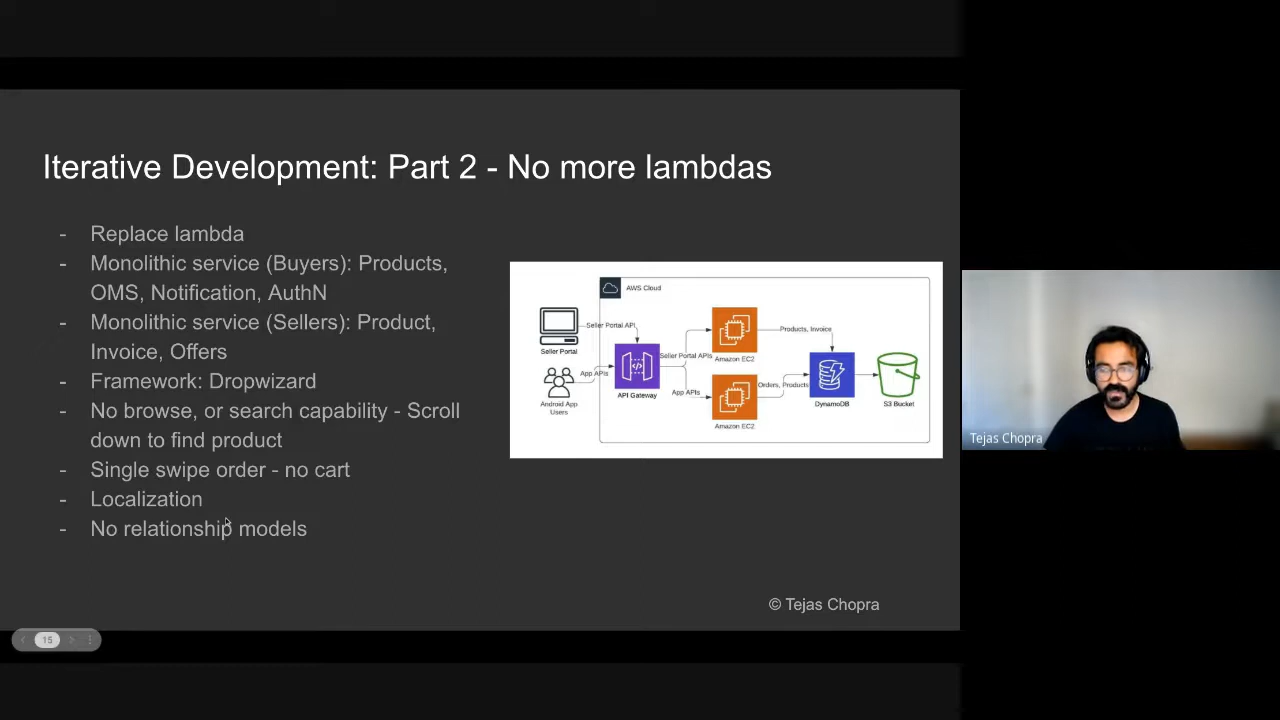 Iterative Development: Part 2 - No more lambdas
- Replace lambda
- Monolithic service (Buyers): Products,
OMS, Notification, AuthN
- Monolithic service (Sellers): Product,
Invoice, Offers
- Framework: Dropwizard
- No browse, or search capability - Scroll
down to find product
- Single swipe order - no cart
- Localization
- No relationship models
AWS Cloud
Seller Portal API
Seller Portal
App APIs
Android App
Users
API Gateway
Seller Portal APIs
App APIs
Amazon EC2
Amazon EC2
Products, Invoice
Orders, Products
DynamoDB
S3 Bucket
© Tejas Chopra
15
Tejas Chopra